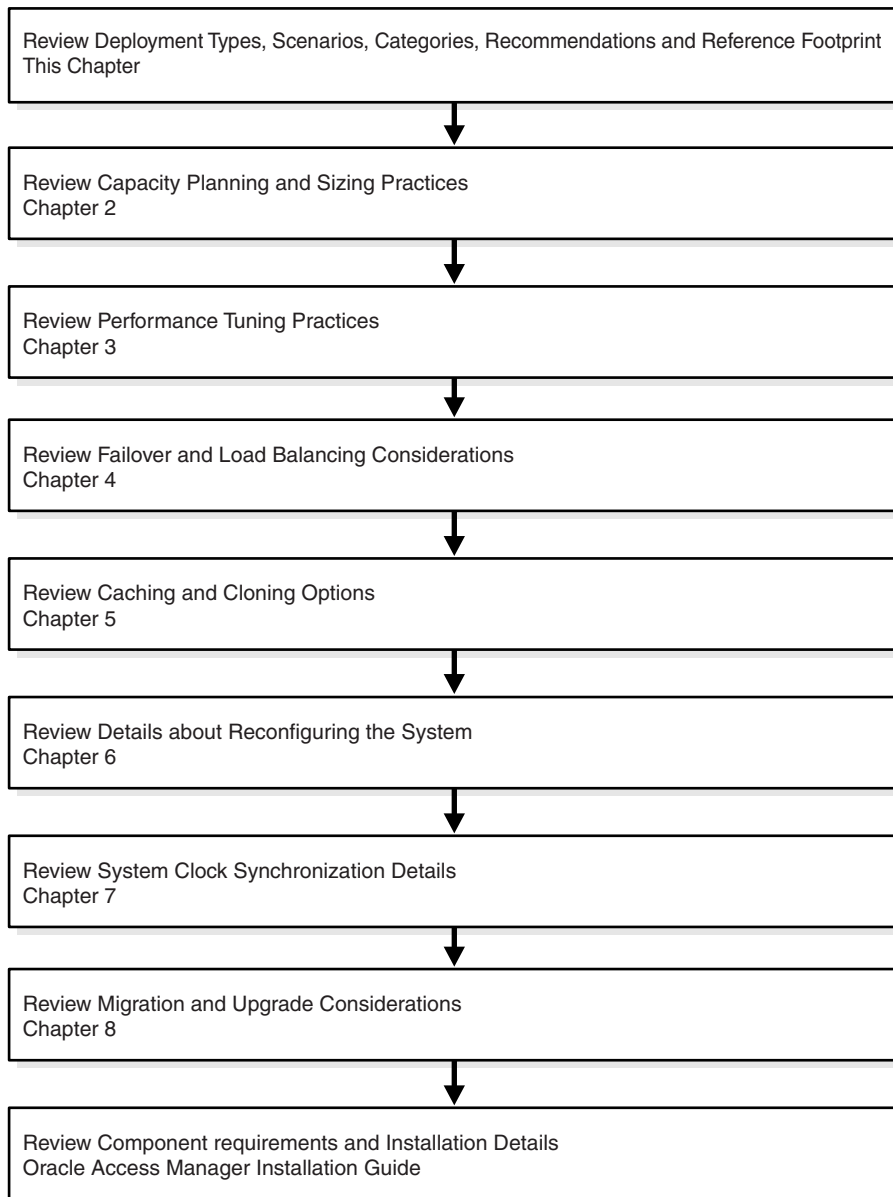 Review Deployment Types, Scenarios, Categories, Recommendations and Reference Footprint
This Chapter
Review Capacity Planning and Sizing Practices
Chapter 2
Review Performance Tuning Practices
Chapter 3
Review Failover and Load Balancing Considerations
Chapter 4
Review Caching and Cloning Options
Chapter 5
Review Details about Reconfiguring the System
Chapter 6
Review System Clock Synchronization Details
Chapter 7
Review Migration and Upgrade Considerations
Chapter 8
Review Component requirements and Installation Details
Oracle Access Manager Installation Guide